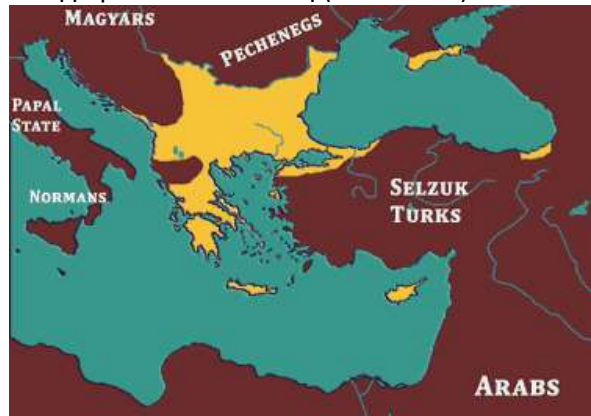 MAGYARS
PECHENEGS
PAPAL
STATE
NORMANS
SELZUK
TURKS
ARABS